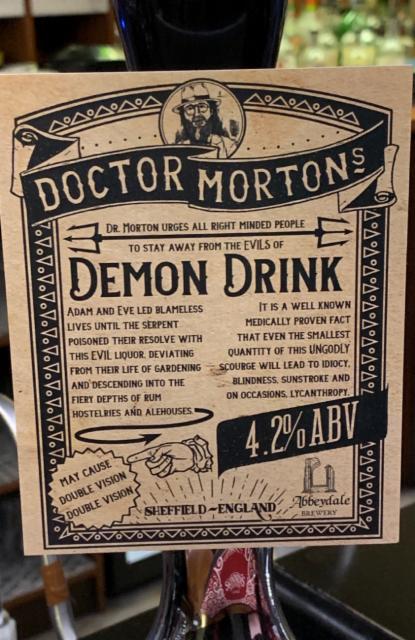 DOCTOR MORTONS
DR. MORTON URGES ALL RIGHT MINDED PEOPLE
TO STAY AWAY FROM THE EVILS OF
DEMON DRINK
ADAM AND EVE LED BLAMELESS
LIVES UNTIL THE SERPENT
POISONED THEIR RESOLVE WITH
THIS EVIL LIQUOR, DEVIATING
FROM THEIR LIFE OF GARDENING
AND DESCENDING INTO THE
FIERY DEPTHS OF RUM
HOSTELRIES AND ALEHOUSES.
IT IS A WELL KNOWN
MEDICALLY PROVEN FACT
THAT EVEN THE SMALLEST
QUANTITY OF THIS UNGODLY
SCOURGE WILL LEAD TO IDIOCY,
BLINDNESS, SUNSTROKE AND
ON OCCASIONS, LYCANTHROPY.
4.2% ABV
MAY CAUSE
DOUBLE VISION
DOUBLE VISION
SHEFFIELD~ENGLAND
Abbeydale
BREWERY